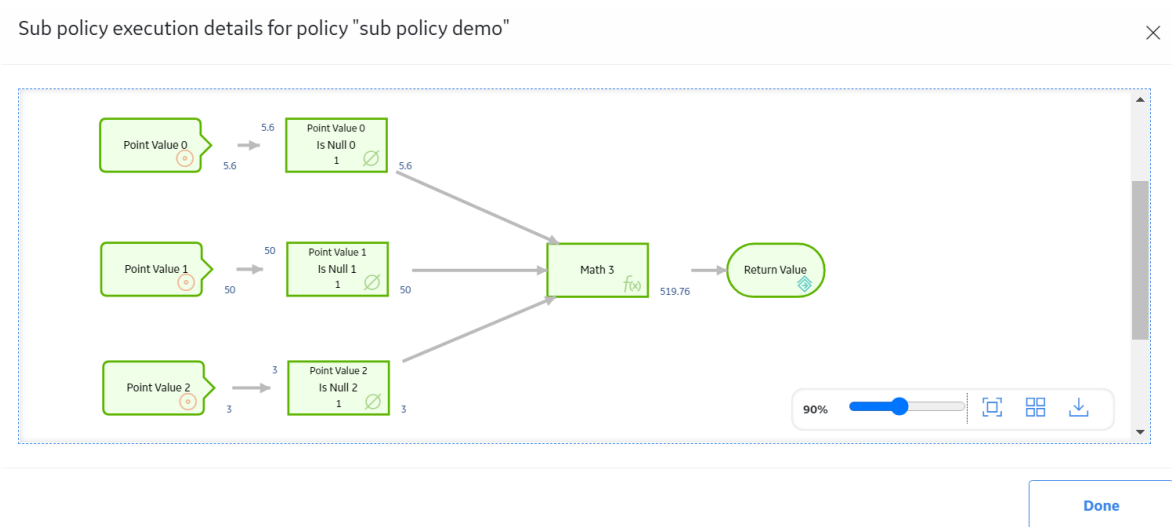 Sub policy execution details for policy "sub policy demo"
Point Value 0
5.6
5.6
Point Value 0
Is Null 0
1
5.6
Point Value 1
50
50
Point Value 1
Is Null 1
1
50
Math 3
f(x)
519.76
Return Value
Point Value 2
3
3
Point Value 2
Is Null 2
1
3
90%
Done